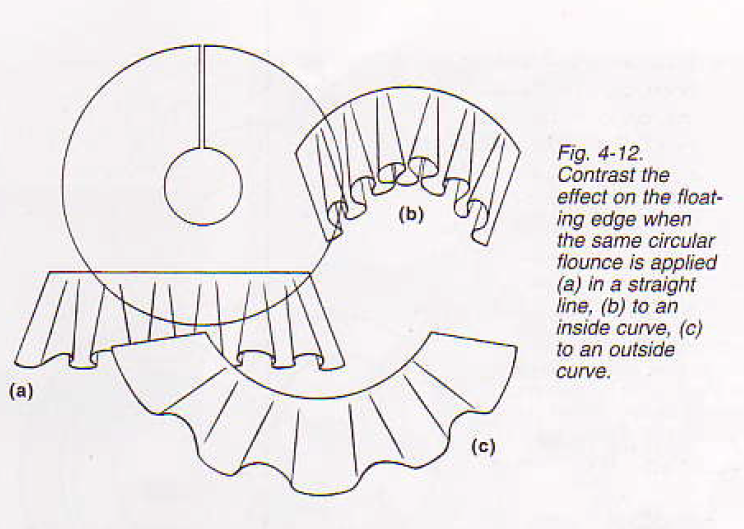 (b)
(a)
(c)
Fig. 4-12.
Contrast the
effect on the float-
ing edge when
the same circular
flounce is applied
(a) in a straight
line, (b) to an
inside curve, (c)
to an outside
curve.